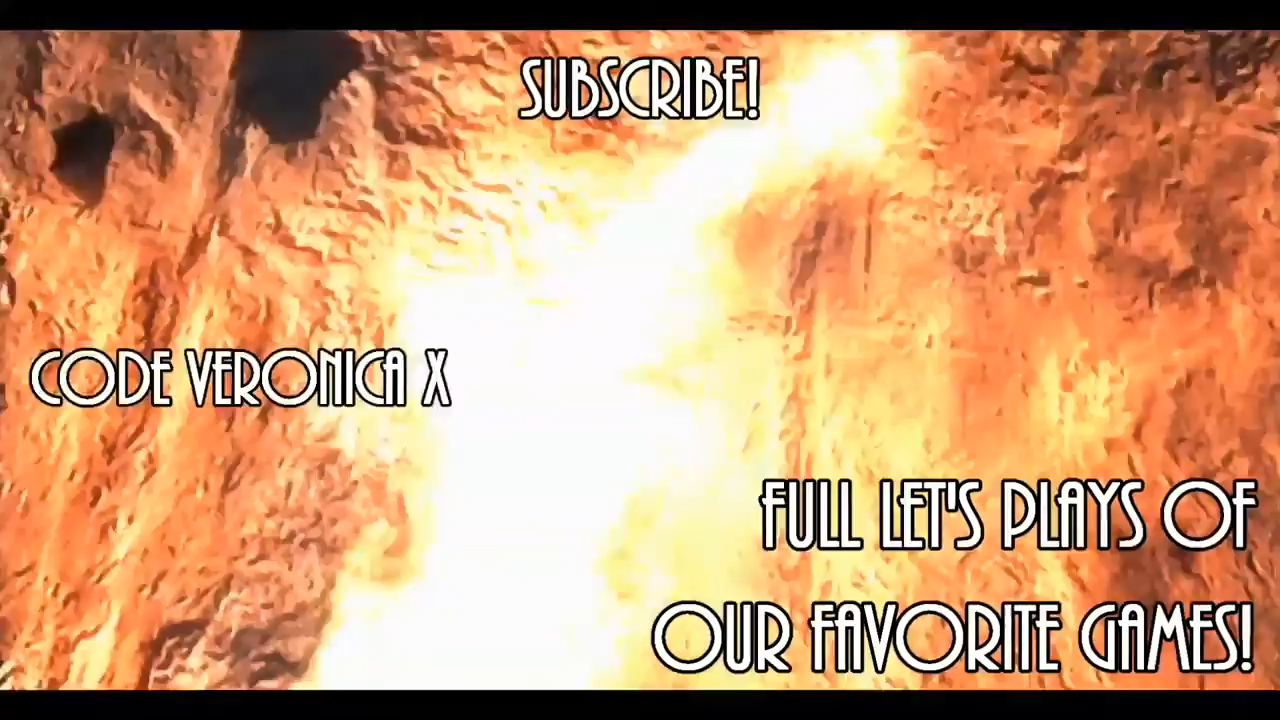 SUBSCRIBE!
CODE VERONICA X
FULL LET'S PLAYS OF
OUR FAVORITE GAMES!